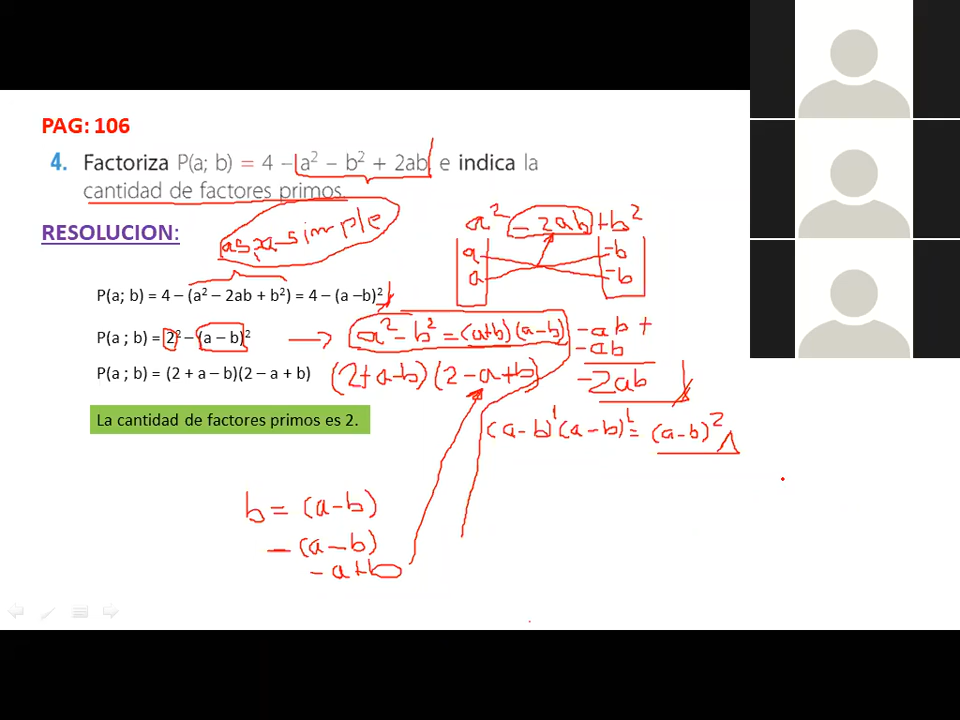 PAG: 106
4. Factoriza P(a; b) = 4 – a² – b² + 2ab e indica la
cantidad de factores primos.
RESOLUCION:
asxa simple
a² – 2ab + b²
a –b
a –b
P(a; b) = 4 – (a² – 2ab + b²) = 4 – (a –b)²
P(a ; b) = 2² – (a – b)²
→ a² – b² = (a+b)(a–b)
–ab +
–ab
–2ab
P(a ; b) = (2 + a – b)(2 – a + b)
(2+a–b)(2–a+b)
(a–b)¹(a–b)¹= (a–b)²
La cantidad de factores primos es 2.
b = (a–b)
– (a–b)
–a+b